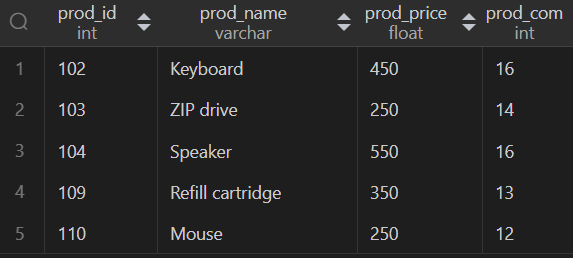 prod_id prod_name prod_price prod_com
int varchar float int
1 102 Keyboard 450 16
2 103 ZIP drive 250 14
3 104 Speaker 550 16
4 109 Refill cartridge 350 13
5 110 Mouse 250 12